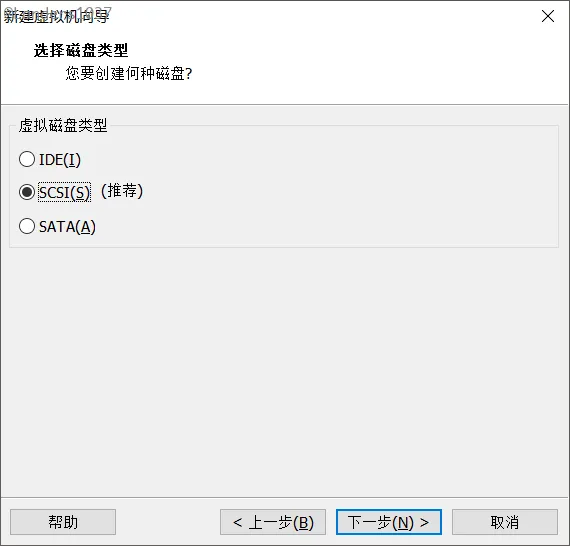 新建虚拟机向导
选择磁盘类型
您要创建何种磁盘?
虚拟磁盘类型
IDE(I)
SCSI(S) (推荐)
SATA(A)
帮助
< 上一步(B)
下一步(N) >
取消